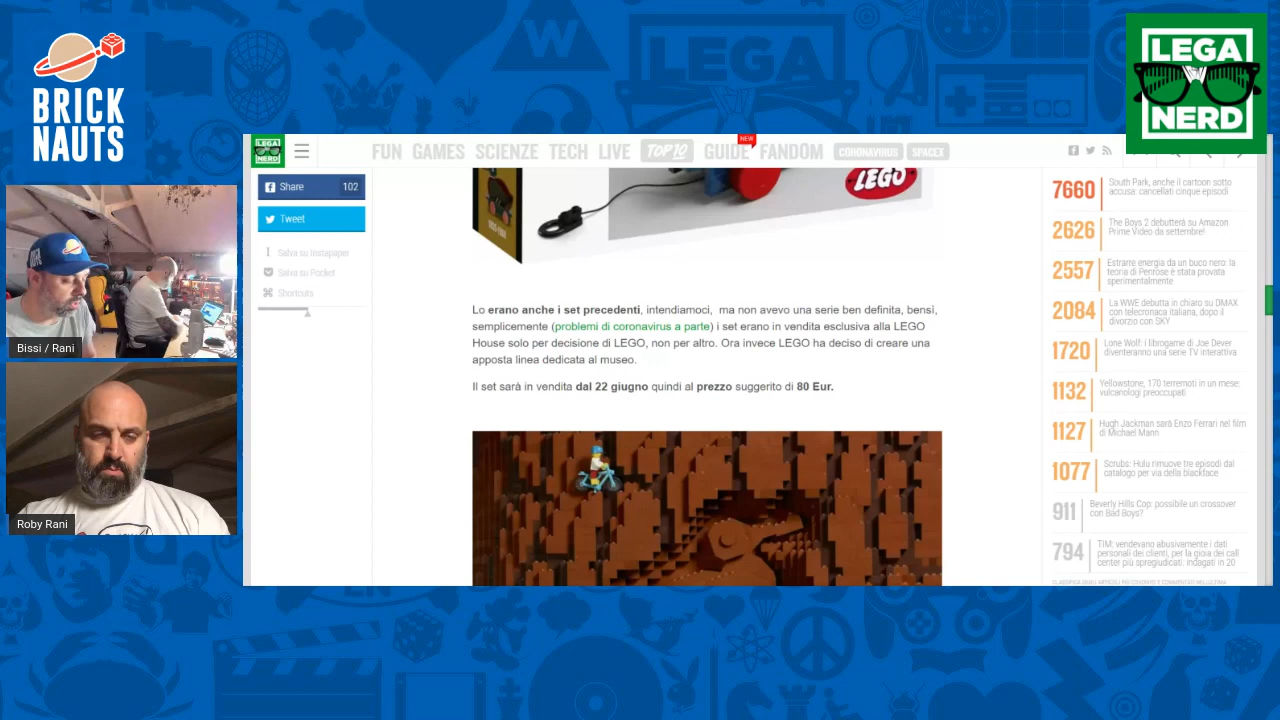 BRICK
NAUTS
LEGA
NERD
LEGA
W
LEGA
NERD
FUN GAMES SCIENZE TECH LIVE TOP10 GUIDE FANDOM CORONAVIRUS SPACEX
NEW
Share 102
Tweet
Salva su Instapaper
Salva su Pocket
Shortcuts
LEGO
Lo erano anche i set precedenti, intendiamoci, ma non avevo una serie ben definita, bensì,
semplicemente (problemi di coronavirus a parte) i set erano in vendita esclusiva alla LEGO
House solo per decisione di LEGO, non per altro. Ora invece LEGO ha deciso di creare una
apposta linea dedicata al museo.
Il set sarà in vendita dal 22 giugno quindi al prezzo suggerito di 80 Eur.
7660 South Park, anche il cartoon sotto
accusa: cancellati cinque episodi
2626 The Boys 2 debutterà su Amazon
Prime Video da settembre!
2557 Estrarre energia da un buco nero: la
teoria di Penrose è stata provata
sperimentalmente
2084 La WWE debutta in chiaro su DMAX
con telecronaca italiana, dopo il
divorzio con SKY
1720 Lone Wolf: i librogame di Joe Dever
diventeranno una serie TV interattiva
1132 Yellowstone, 170 terremoti in un mese:
vulcanologi preoccupati
1127 Hugh Jackman sarà Enzo Ferrari nel film
di Michael Mann
1077 Scrubs: Hulu rimuove tre episodi dal
catalogo per via della blackface
911 Beverly Hills Cop: possibile un crossover
con Bad Boys?
794 TIM: vendevano abusivamente i dati
personali dei clienti, per la gioia dei call
center più spregiudicati: indagati in 20
Bissi / Rani
Roby Rani